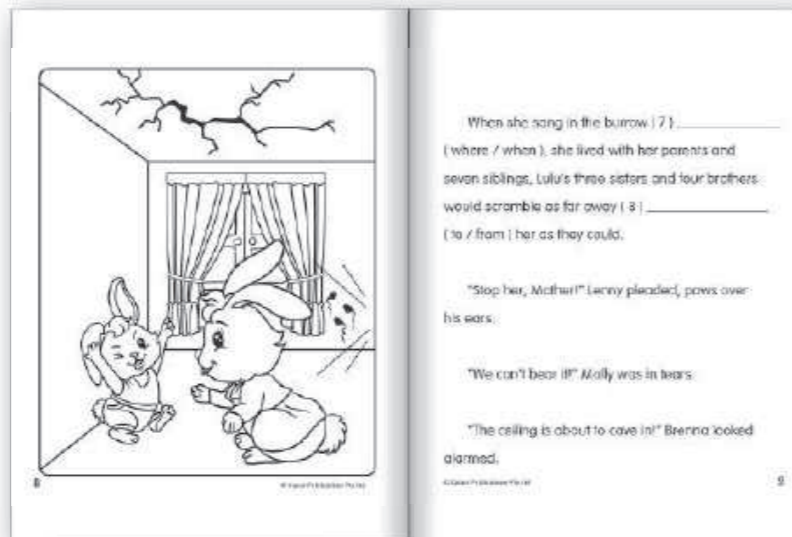 8
When she sang in the burrow ( 7 ) ____________
( where / when ), she lived with her parents and
seven siblings, Lulu's three sisters and four brothers
would scramble as far away ( 8 ) ____________
( to / from ) her as they could.
"Stop her, Mother!" Lenny pleaded, paws over
his ears.
"We can't bear it!" Molly was in tears.
"The ceiling is about to cave in!" Brenna looked
alarmed.
9